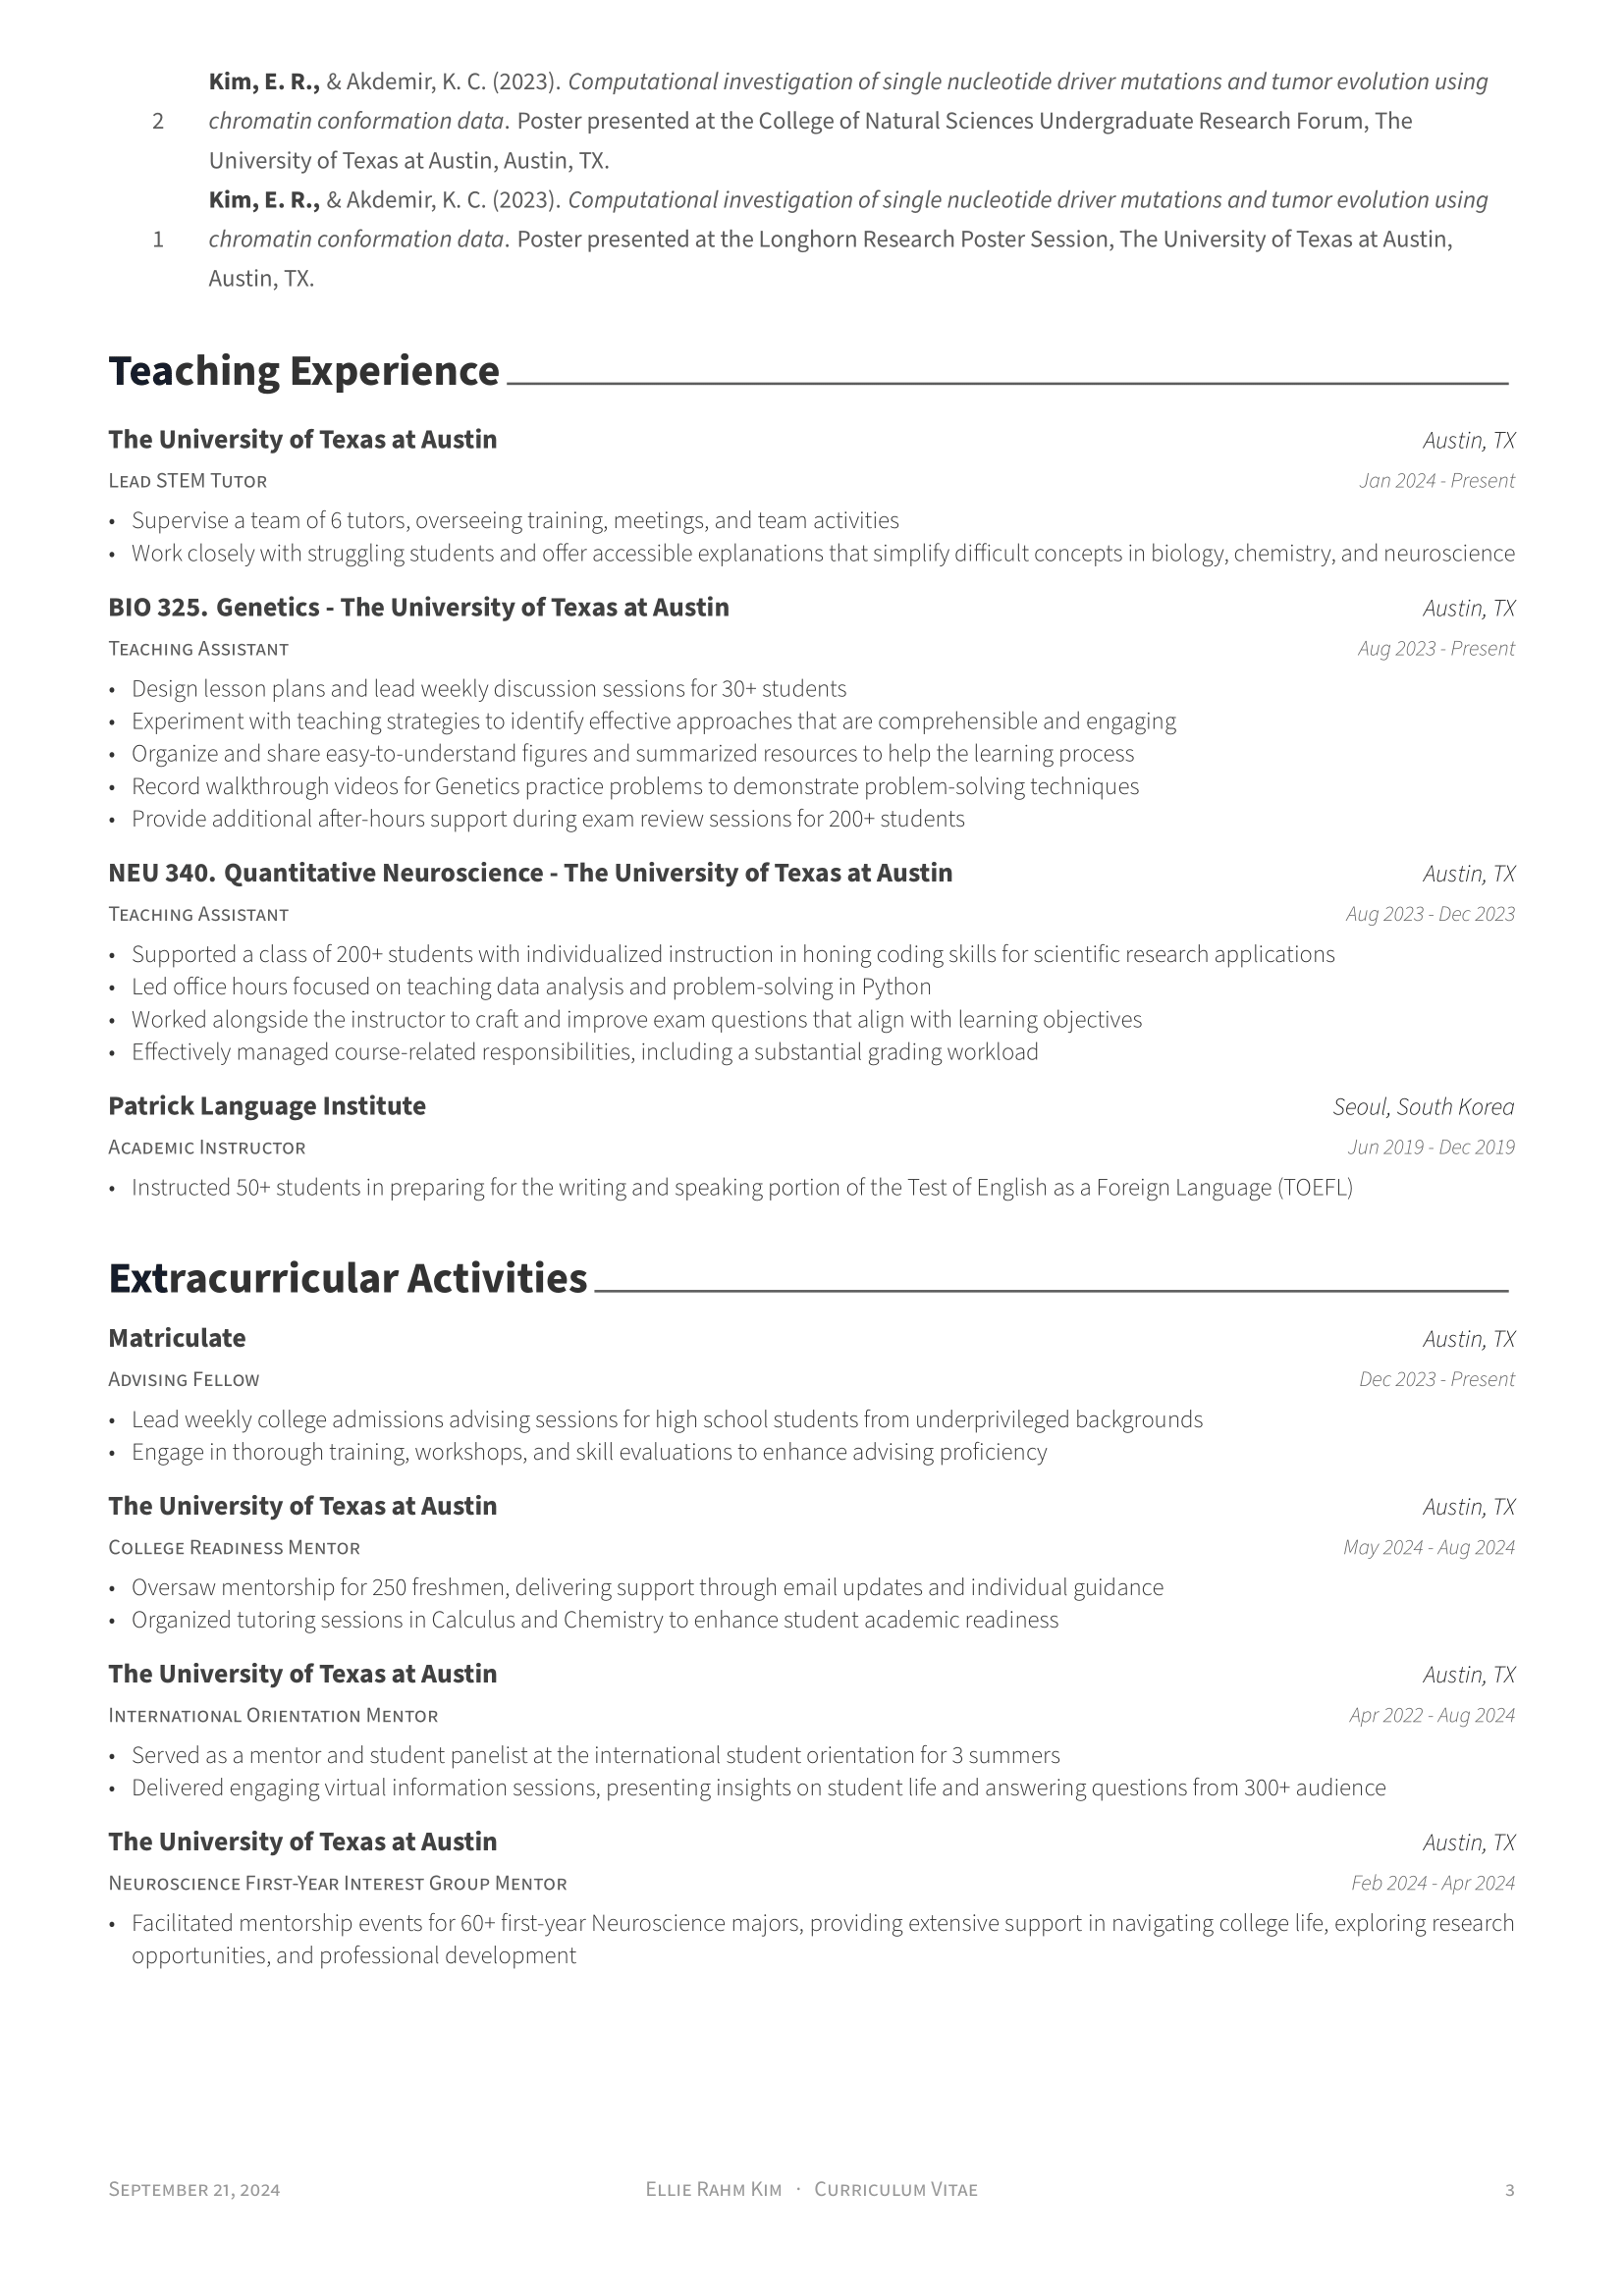 Kim, E. R., & Akdemir, K. C. (2023). Computational investigation of single nucleotide driver mutations and tumor evolution using
2 chromatin conformation data. Poster presented at the College of Natural Sciences Undergraduate Research Forum, The
University of Texas at Austin, Austin, TX.
Kim, E. R., & Akdemir, K. C. (2023). Computational investigation of single nucleotide driver mutations and tumor evolution using
1 chromatin conformation data. Poster presented at the Longhorn Research Poster Session, The University of Texas at Austin,
Austin, TX.
Teaching Experience
The University of Texas at Austin Austin, TX
Lead STEM Tutor Jan 2024 - Present
• Supervise a team of 6 tutors, overseeing training, meetings, and team activities
• Work closely with struggling students and offer accessible explanations that simplify difficult concepts in biology, chemistry, and neuroscience
BIO 325. Genetics - The University of Texas at Austin Austin, TX
Teaching Assistant Aug 2023 - Present
• Design lesson plans and lead weekly discussion sessions for 30+ students
• Experiment with teaching strategies to identify effective approaches that are comprehensible and engaging
• Organize and share easy-to-understand figures and summarized resources to help the learning process
• Record walkthrough videos for Genetics practice problems to demonstrate problem-solving techniques
• Provide additional after-hours support during exam review sessions for 200+ students
NEU 340. Quantitative Neuroscience - The University of Texas at Austin Austin, TX
Teaching Assistant Aug 2023 - Dec 2023
• Supported a class of 200+ students with individualized instruction in honing coding skills for scientific research applications
• Led office hours focused on teaching data analysis and problem-solving in Python
• Worked alongside the instructor to craft and improve exam questions that align with learning objectives
• Effectively managed course-related responsibilities, including a substantial grading workload
Patrick Language Institute Seoul, South Korea
Academic Instructor Jun 2019 - Dec 2019
• Instructed 50+ students in preparing for the writing and speaking portion of the Test of English as a Foreign Language (TOEFL)
Extracurricular Activities
Matriculate Austin, TX
Advising Fellow Dec 2023 - Present
• Lead weekly college admissions advising sessions for high school students from underprivileged backgrounds
• Engage in thorough training, workshops, and skill evaluations to enhance advising proficiency
The University of Texas at Austin Austin, TX
College Readiness Mentor May 2024 - Aug 2024
• Oversaw mentorship for 250 freshmen, delivering support through email updates and individual guidance
• Organized tutoring sessions in Calculus and Chemistry to enhance student academic readiness
The University of Texas at Austin Austin, TX
International Orientation Mentor Apr 2022 - Aug 2024
• Served as a mentor and student panelist at the international student orientation for 3 summers
• Delivered engaging virtual information sessions, presenting insights on student life and answering questions from 300+ audience
The University of Texas at Austin Austin, TX
Neuroscience First-Year Interest Group Mentor Feb 2024 - Apr 2024
• Facilitated mentorship events for 60+ first-year Neuroscience majors, providing extensive support in navigating college life, exploring research
opportunities, and professional development
September 21, 2024 Ellie Rahm Kim · Curriculum Vitae 3